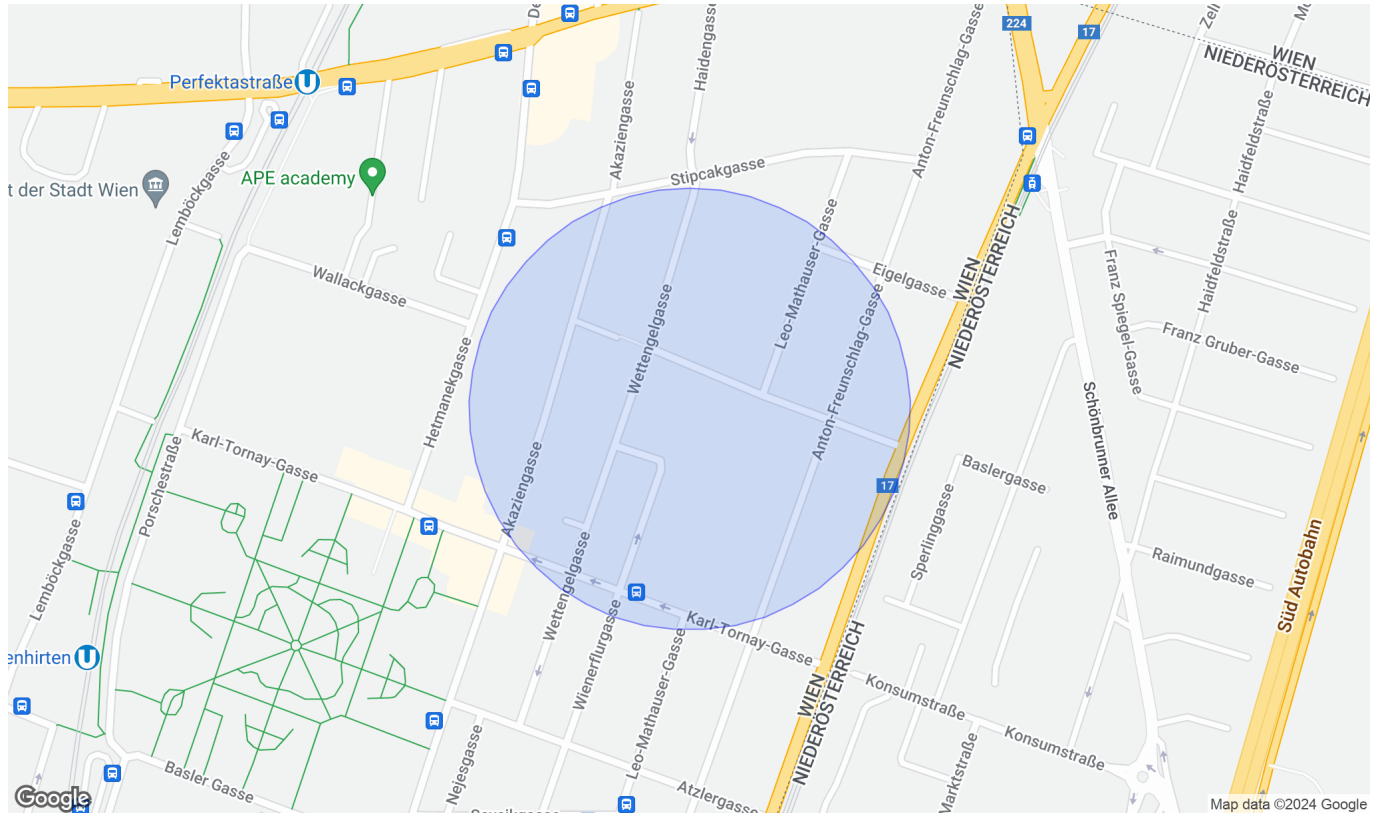 224
17
WIEN
NIEDERÖSTERREICH
Perfektastraße
U
Akaziengasse
Haidengasse
Anton-Freunschlag-Gasse
Haidfeldstraße
Stipcakgasse
APE academy
t der Stadt Wien
Lemböckgasse
Leo-Mathauser-Gasse
Eigelgasse
WIEN
NIEDERÖSTERREICH
Franz Spiegel-Gasse
Haidfeldstraße
Wallackgasse
Franz Gruber-Gasse
Wettengelgasse
Anton-Freunschlag-Gasse
Hetmanekgasse
Schönbrunner Allee
Karl-Tornay-Gasse
Porschestraße
Akaziengasse
17
Baslergasse
Sperlinggasse
Raimundgasse
Süd Autobahn
Lemböckgasse
Wettengelgasse
Wienerflurgasse
Karl-Tornay-Gasse
Leo-Mathauser-Gasse
enhirten
U
WIEN
NIEDERÖSTERREICH
Konsumstraße
Konsumstraße
Marktstraße
Nejesgasse
Basler Gasse
Atzlergasse
Google
Map data ©2024 Google